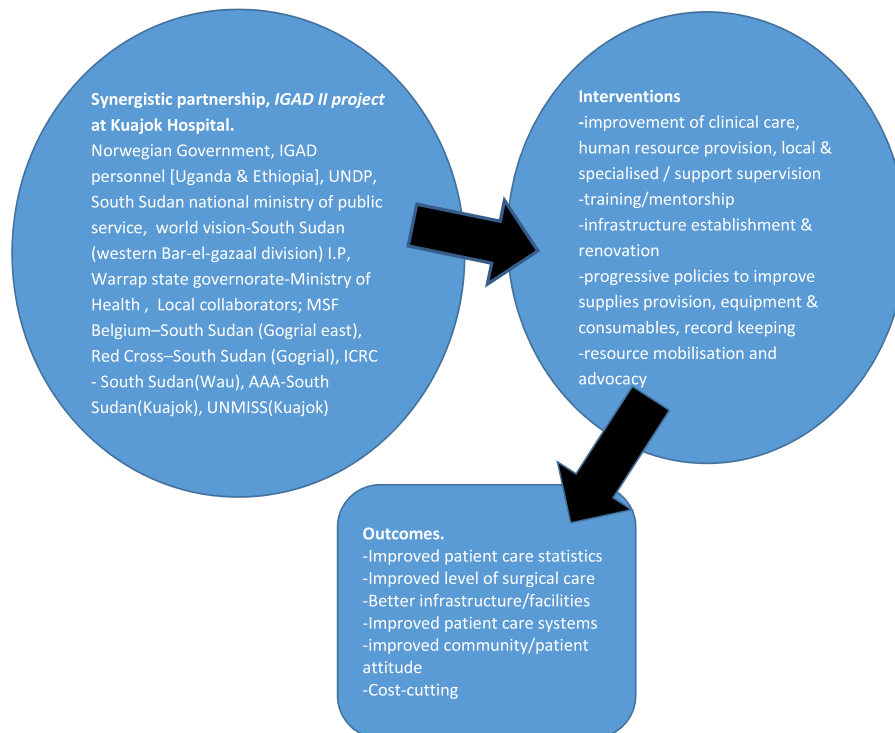 Synergistic partnership, IGAD II project
at Kuajok Hospital.
Norwegian Government, IGAD
personnel [Uganda & Ethiopia], UNDP,
South Sudan national ministry of public
service, world vision-South Sudan
(western Bar-el-gazaal division) I.P,
Warrap state governorate-Ministry of
Health , Local collaborators; MSF
Belgium–South Sudan (Gogrial east),
Red Cross–South Sudan (Gogrial), ICRC
- South Sudan(Wau), AAA-South
Sudan(Kuajok), UNMISS(Kuajok)
Interventions
-improvement of clinical care,
human resource provision, local &
specialised / support supervision
-training/mentorship
-infrastructure establishment &
renovation
-progressive policies to improve
supplies provision, equipment &
consumables, record keeping
-resource mobilisation and
advocacy
Outcomes.
-Improved patient care statistics
-Improved level of surgical care
-Better infrastructure/facilities
-Improved patient care systems
-improved community/patient
attitude
-Cost-cutting